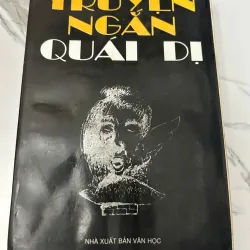 TRUYỆN
NGẮN
QUÁI DỊ
NHÀ XUẤT BẢN VĂN HỌC